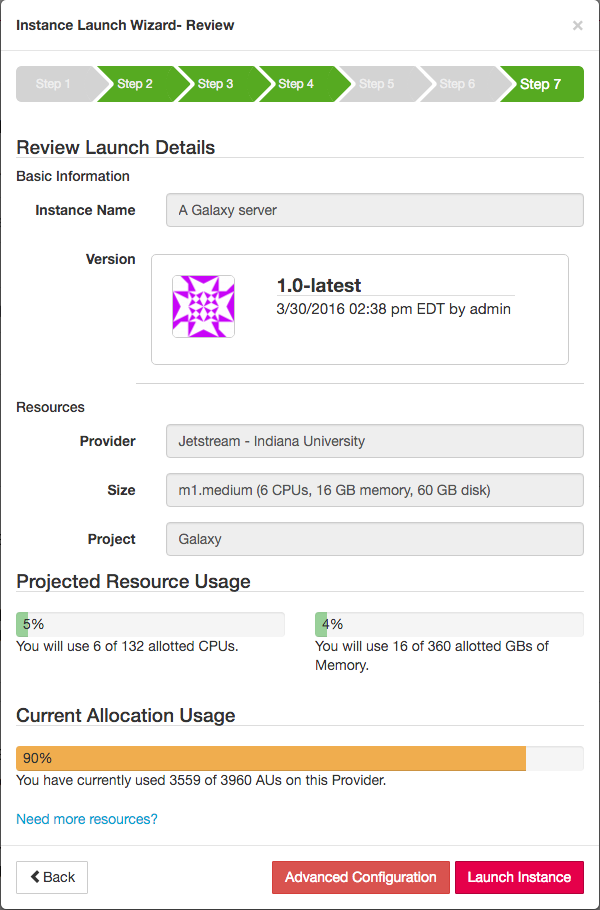 Instance Launch Wizard- Review ×
Step 1 Step 2 Step 3 Step 4 Step 5 Step 6 Step 7
Review Launch Details
Basic Information
Instance Name A Galaxy server
Version
1.0-latest
3/30/2016 02:38 pm EDT by admin
Resources
Provider Jetstream - Indiana University
Size m1.medium (6 CPUs, 16 GB memory, 60 GB disk)
Project Galaxy
Projected Resource Usage
5%
You will use 6 of 132 allotted CPUs.
4%
You will use 16 of 360 allotted GBs of
Memory.
Current Allocation Usage
90%
You have currently used 3559 of 3960 AUs on this Provider.
Need more resources?
Back Advanced Configuration Launch Instance